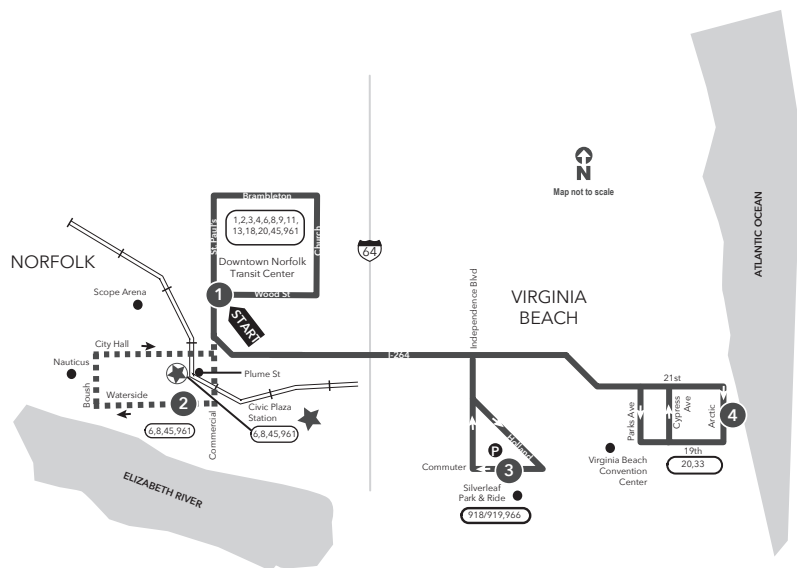 Brambleton
1,2,3,4,6,8,9,11,
13,18,20,45,961
St. Paul's
Church
Downtown Norfolk
Transit Center
1
Wood St
START
64
N
Map not to scale
ATLANTIC OCEAN
NORFOLK
VIRGINIA
BEACH
Independence Blvd
Scope Arena
City Hall
Nauticus
Plume St
I-264
Boush
Waterside
2
Commercial
Civic Plaza
Station
6,8,45,961
6,8,45,961
ELIZABETH RIVER
Holland
P
Commuter
3
Silverleaf
Park & Ride
918/919,966
21st
Parks Ave
Cypress
Ave
Arctic
4
19th
20,33
Virginia Beach
Convention
Center